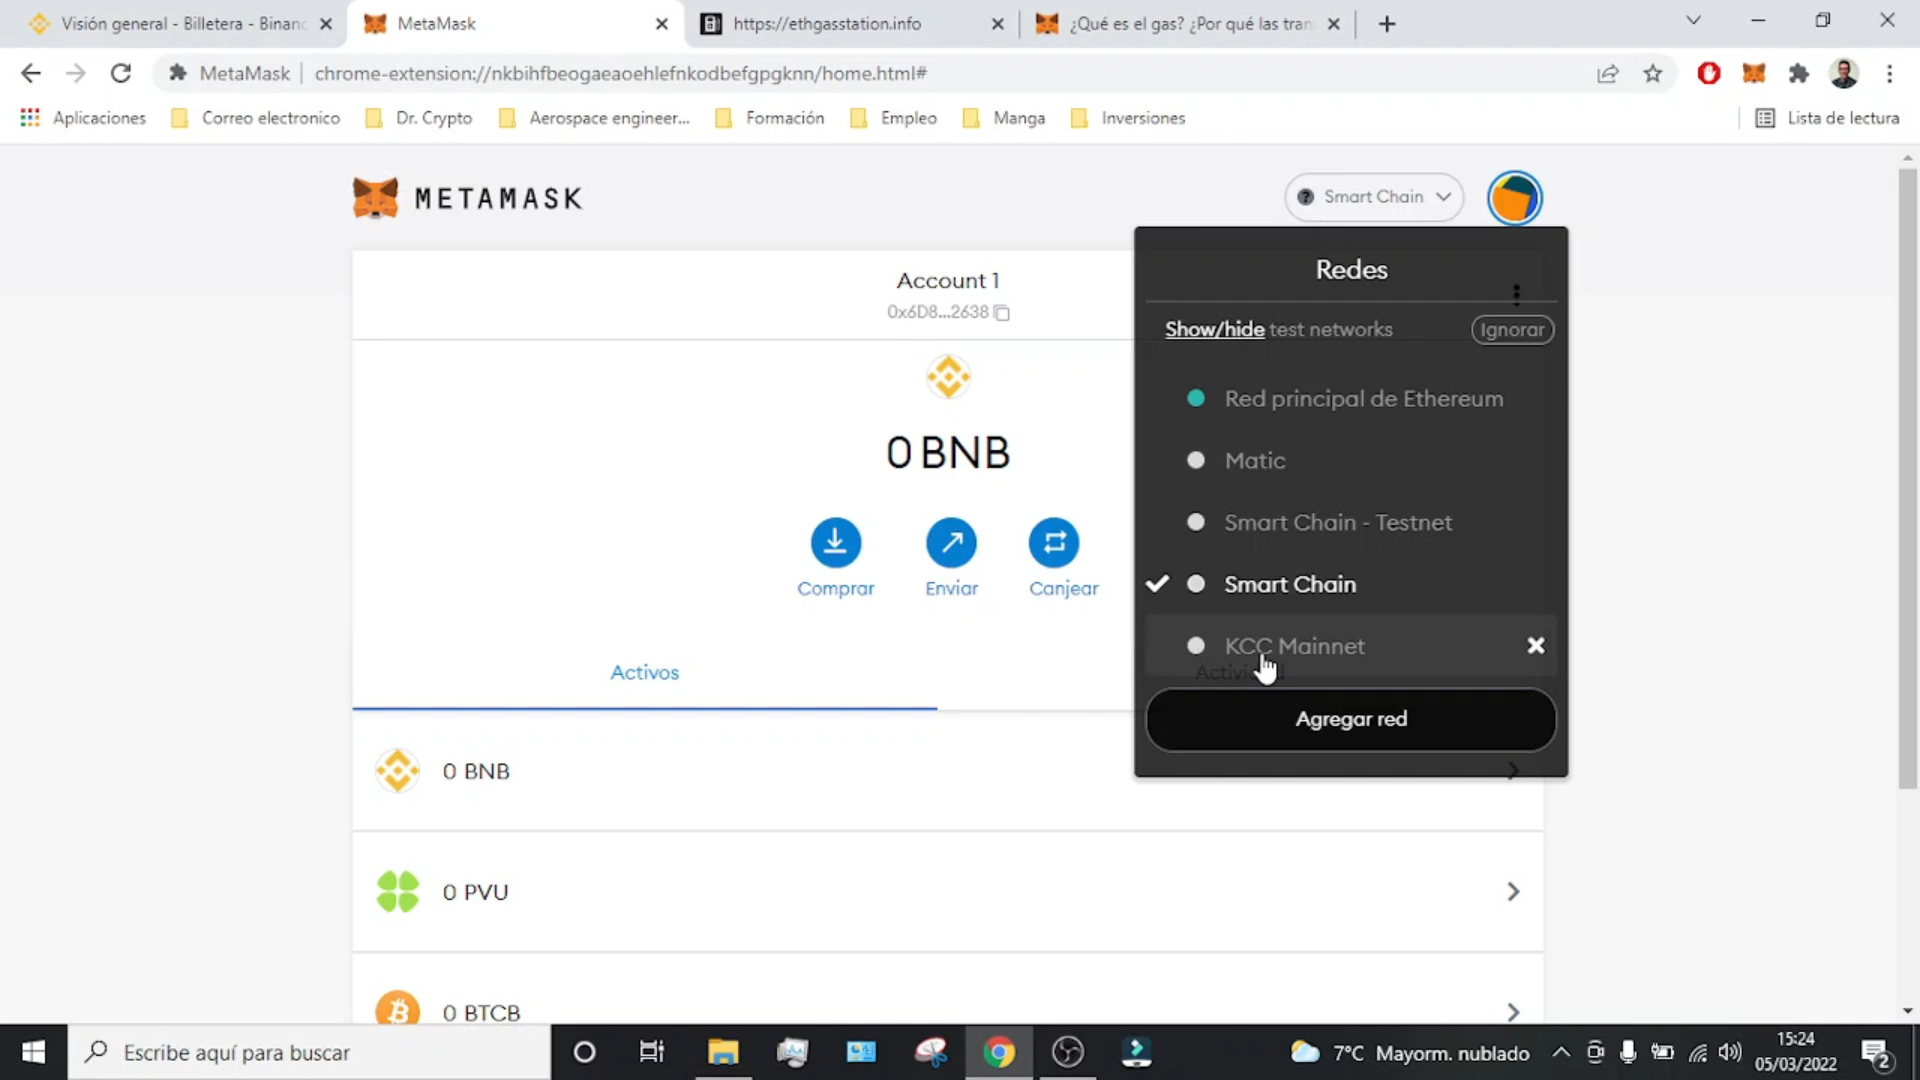 Visión general - Billetera - Binanc
MetaMask
https://ethgasstation.info
¿Qué es el gas? ¿Por qué las tran
MetaMask
chrome-extension://nkbihfbeogaeaoehlefnkodbefgpgknn/home.html#
Aplicaciones
Correo electronico
Dr. Crypto
Aerospace engineer...
Formación
Empleo
Manga
Inversiones
Lista de lectura
METAMASK
Smart Chain
Account 1
0x6D8...2638
Redes
Show/hide test networks
Ignorar
Red principal de Ethereum
Matic
Smart Chain - Testnet
Smart Chain
KCC Mainnet
Agregar red
0 BNB
Comprar
Enviar
Canjear
Activos
0 BNB
0 PVU
0 BTCB
Escribe aquí para buscar
7°C Mayorm. nublado
15:24
05/03/2022
2